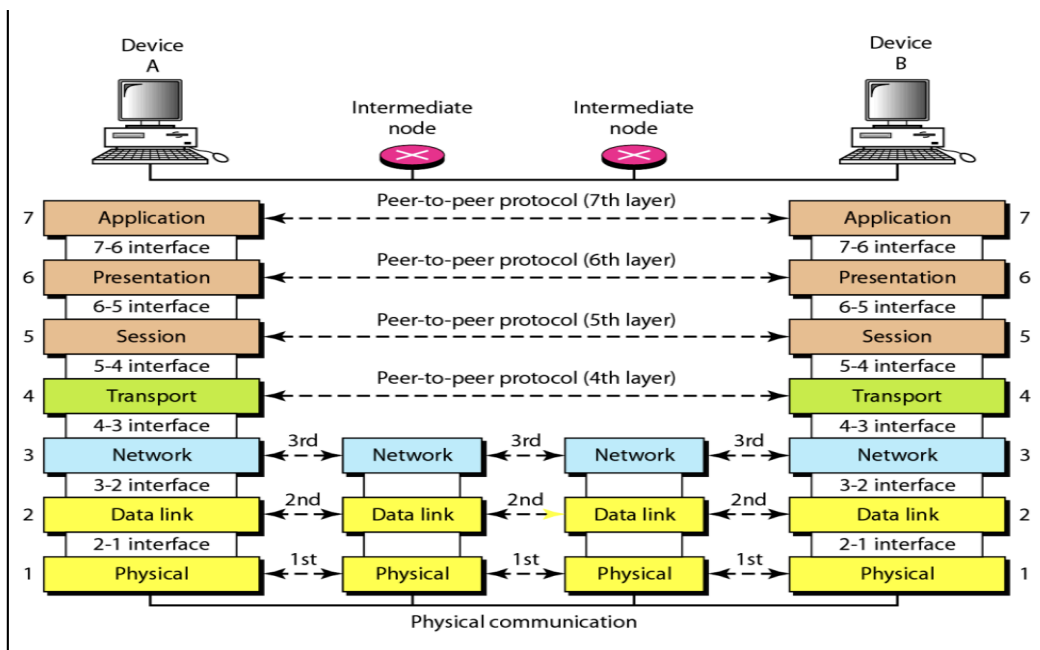 Device
A
Device
B
Intermediate
node
Intermediate
node
7 Application Peer-to-peer protocol (7th layer) Application 7
7-6 interface 7-6 interface
6 Presentation Peer-to-peer protocol (6th layer) Presentation 6
6-5 interface 6-5 interface
5 Session Peer-to-peer protocol (5th layer) Session 5
5-4 interface 5-4 interface
4 Transport Peer-to-peer protocol (4th layer) Transport 4
4-3 interface 4-3 interface
3 Network 3rd Network 3rd Network 3rd Network 3
3-2 interface 3-2 interface
2 Data link 2nd Data link 2nd Data link 2nd Data link 2
2-1 interface 2-1 interface
1 Physical 1st Physical 1st Physical 1st Physical 1
Physical communication